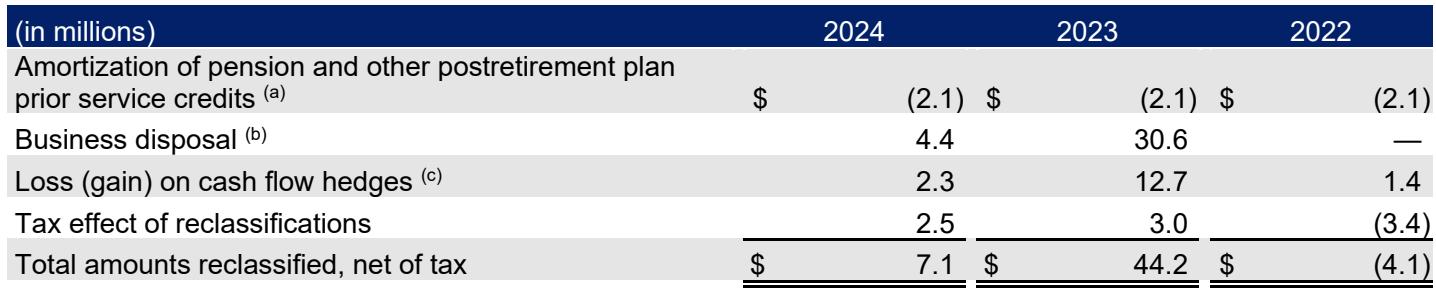 (in millions) 2024 2023 2022
Amortization of pension and other postretirement plan
prior service credits (a) $ (2.1) $ (2.1) $ (2.1)
Business disposal (b) 4.4 30.6 —
Loss (gain) on cash flow hedges (c) 2.3 12.7 1.4
Tax effect of reclassifications 2.5 3.0 (3.4)
Total amounts reclassified, net of tax $ 7.1 $ 44.2 $ (4.1)